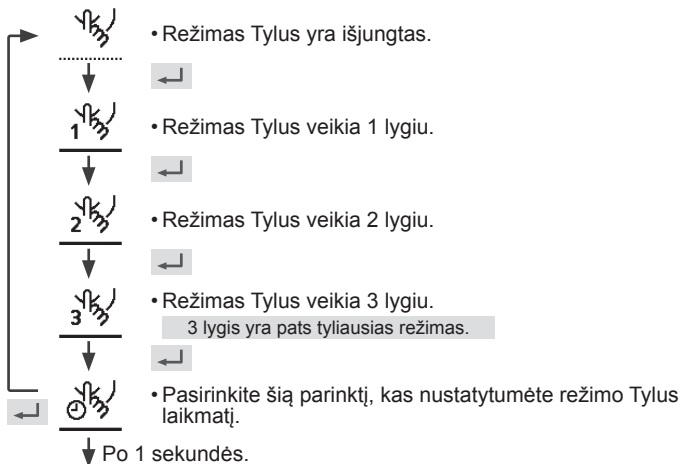 • Režimas Tylus yra išjungtas.
1
• Režimas Tylus veikia 1 lygiu.
2
• Režimas Tylus veikia 2 lygiu.
3
• Režimas Tylus veikia 3 lygiu.
3 lygis yra pats tyliausias režimas.
• Pasirinkite šią parinktį, kas nustatytumėte režimo Tylus
laikmatį.
Po 1 sekundės.